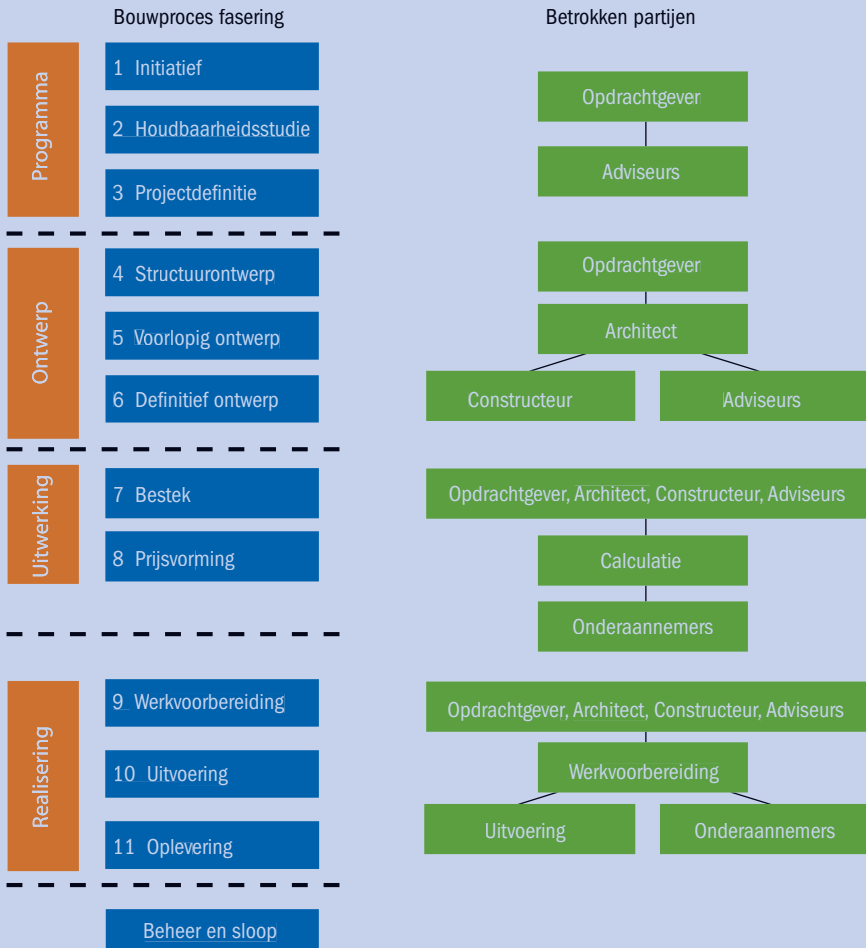 Bouwproces fasering
Betrokken partijen
Programma
1 Initiatief
2 Houdbaarheidsstudie
3 Projectdefinitie
Opdrachtgever
Adviseurs
Ontwerp
4 Structuurontwerp
5 Voorlopig ontwerp
6 Definitief ontwerp
Opdrachtgever
Architect
Constructeur
Adviseurs
Uitwerking
7 Bestek
8 Prijsvorming
Opdrachtgever, Architect, Constructeur, Adviseurs
Calculatie
Onderaannemers
Realisering
9 Werkvoorbereiding
10 Uitvoering
11 Oplevering
Opdrachtgever, Architect, Constructeur, Adviseurs
Werkvoorbereiding
Uitvoering
Onderaannemers
Beheer en sloop